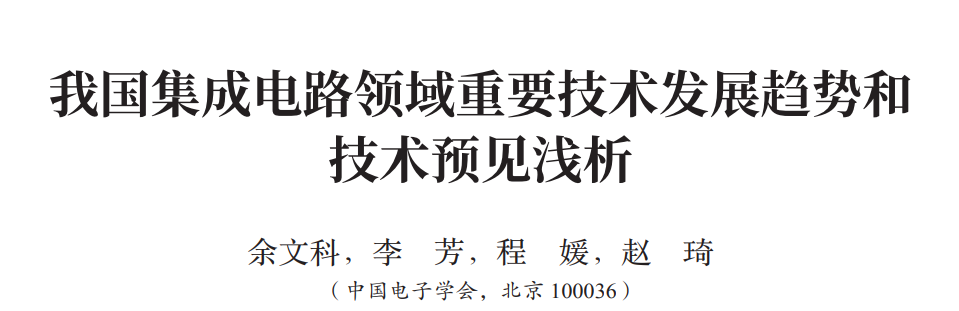 我国集成电路领域重要技术发展趋势和
技术预见浅析
余文科，李　芳，程　媛，赵　琦
（中国电子学会，北京 100036）